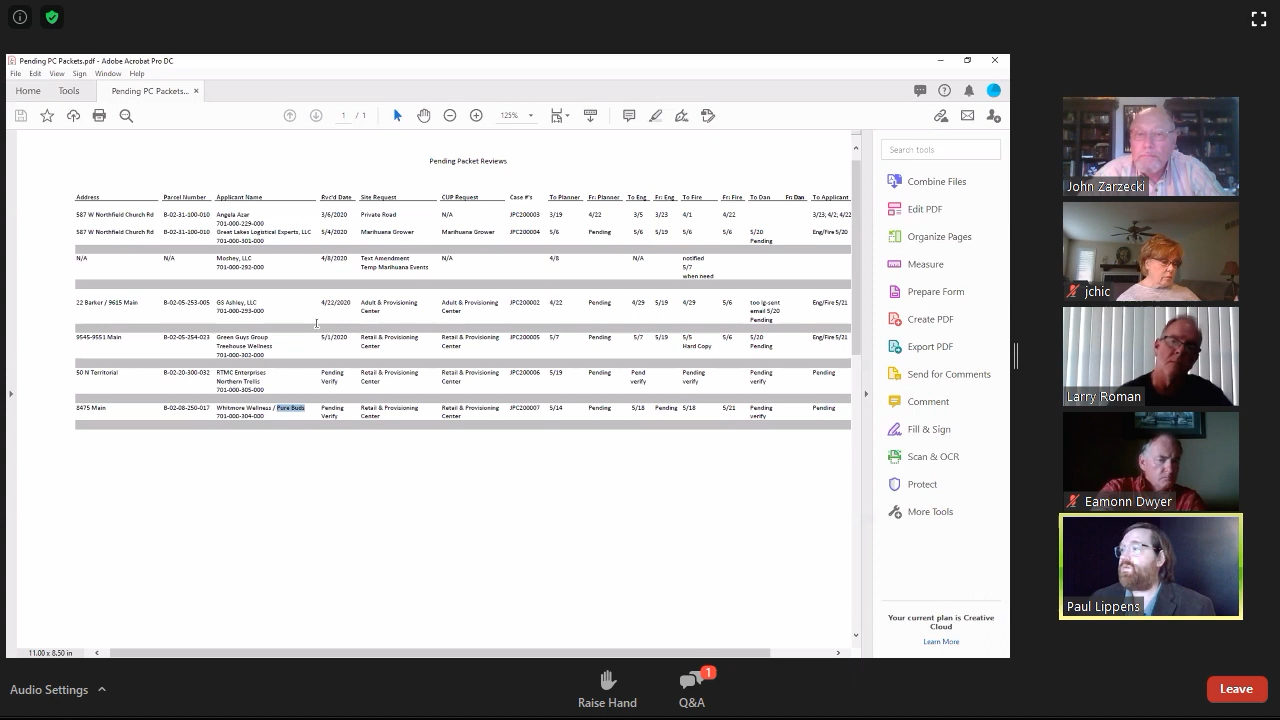 Pending PC Packets.pdf - Adobe Acrobat Pro DC
File Edit View Sign Window Help
Home Tools Pending PC Packets... ×
1 / 1 125%
Pending Packet Reviews
Address Parcel Number Applicant Name Rvc'd Date Site Request CUP Request Case #'s To Planner Fr: Planner To Eng Fr: Eng To Fire Fr: Fire To Dan Fr: Dan To Applicant
587 W Northfield Church Rd B-02-31-100-010 Angela Azar 3/6/2020 Private Road N/A JPC200003 3/19 4/22 3/5 3/23 4/1 4/22 3/23; 4/2; 4/22
701-000-229-000
587 W Northfield Church Rd B-02-31-100-010 Great Lakes Logistical Experts, LLC 5/4/2020 Marihuana Grower Marihuana Grower JPC200004 5/6 Pending 5/6 5/19 5/6 5/6 5/20 Eng/Fire 5/20
701-000-301-000 Pending
N/A N/A Moshey, LLC 4/8/2020 Text Amendment N/A 4/8 N/A notified
701-000-292-000 Temp Marihuana Events 5/7
when need
22 Barker / 9615 Main B-02-05-253-005 GS Ashley, LLC 4/22/2020 Adult & Provisioning Adult & Provisioning JPC200002 4/22 Pending 4/29 5/19 4/29 5/6 too lg-sent Eng/Fire 5/21
701-000-293-000 Center Center email 5/20
Pending
9545-9551 Main B-02-05-254-023 Green Guys Group 5/1/2020 Retail & Provisioning Retail & Provisioning JPC200005 5/7 Pending 5/7 5/19 5/5 5/6 5/20 Eng/Fire 5/21
Treehouse Wellness Center Center Hard Copy Pending
701-000-302-000
50 N Territorial B-02-20-300-032 RTMC Enterprises Pending Retail & Provisioning Retail & Provisioning JPC200006 5/19 Pending Pend Pending Pending Pending
Northern Trellis Verify Center Center verify verify verify
701-000-305-000
8475 Main B-02-08-250-017 Whitmore Wellness / Pure Buds Pending Retail & Provisioning Retail & Provisioning JPC200007 5/14 Pending 5/18 Pending 5/18 5/21 Pending Pending
701-000-304-000 Verify Center Center verify
11.00 x 8.50 in
Search tools
Combine Files
Edit PDF
Organize Pages
Measure
Prepare Form
Create PDF
Export PDF
Send for Comments
Comment
Fill & Sign
Scan & OCR
Protect
More Tools
Your current plan is Creative
Cloud
Learn More
John Zarzecki
jchic
Larry Roman
Eamonn Dwyer
Paul Lippens
Audio Settings
Raise Hand
1
Q&A
Leave